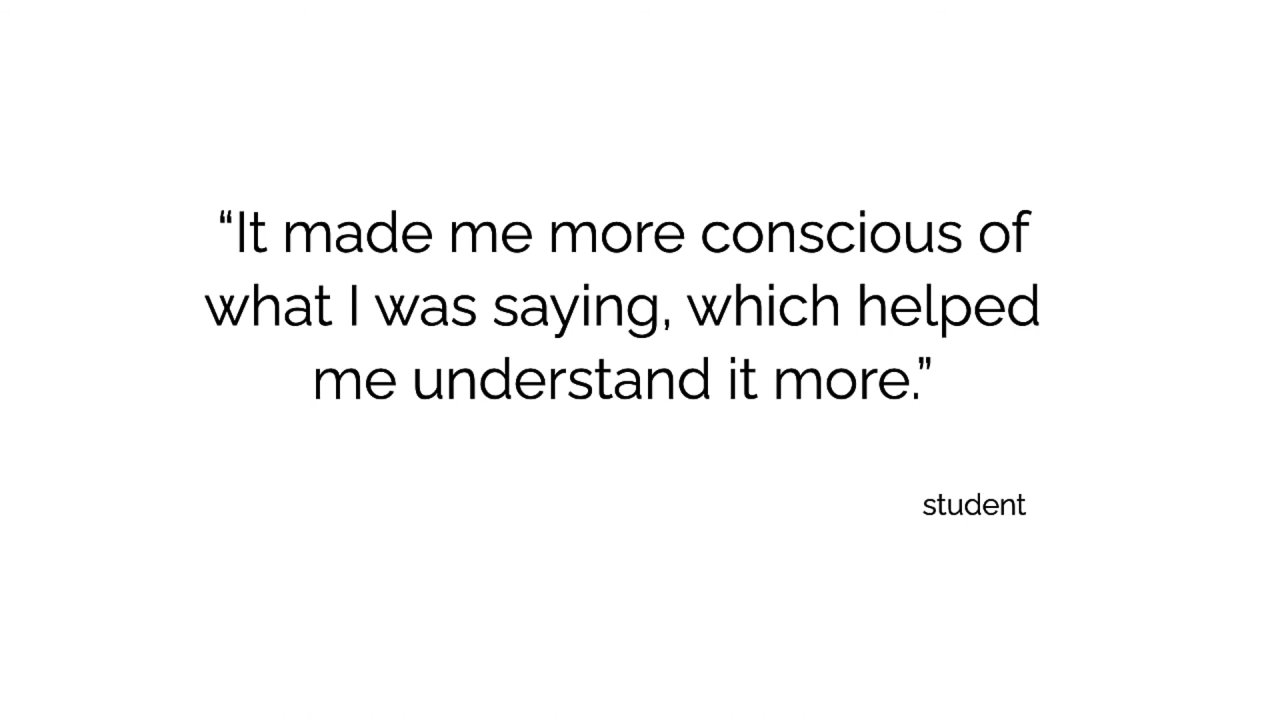 “It made me more conscious of
what I was saying, which helped
me understand it more.”
student